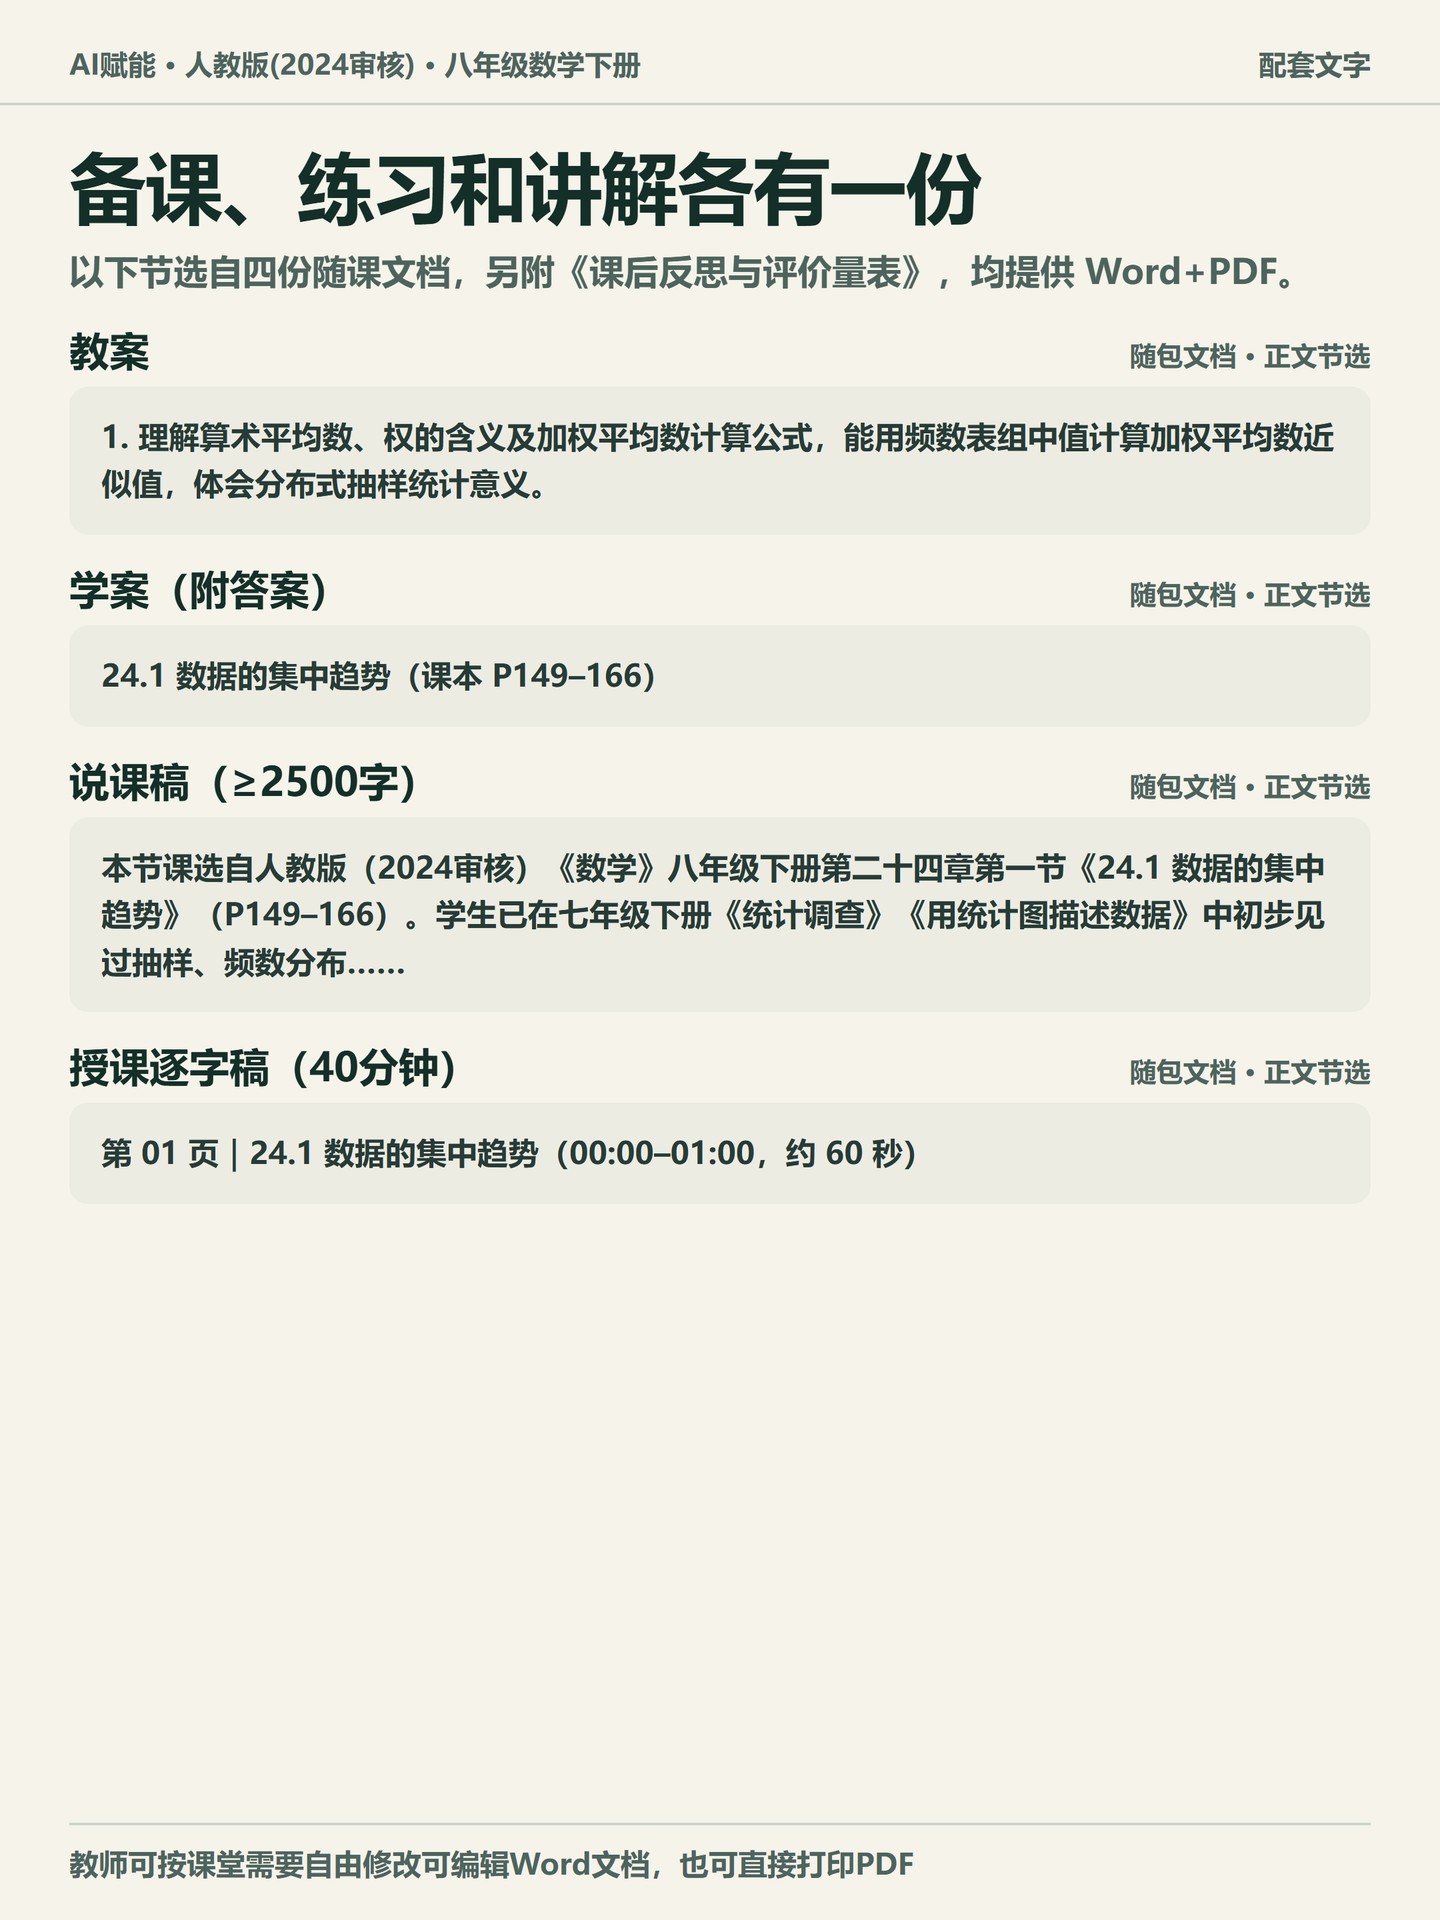 AI赋能 • 人教版(2024审核) • 八年级数学下册
配套文字
备课、练习和讲解各有一份
以下节选自四份随课文档，另附《课后反思与评价量表》，均提供 Word+PDF。
教案
随包文档 • 正文节选
1. 理解算术平均数、权的含义及加权平均数计算公式，能用频数表组中值计算加权平均数近
似值，体会分布式抽样统计意义。
学案（附答案）
随包文档 • 正文节选
24.1 数据的集中趋势（课本 P149–166）
说课稿（≥2500字）
随包文档 • 正文节选
本节课选自人教版（2024审核）《数学》八年级下册第二十四章第一节《24.1 数据的集中
趋势》（P149–166）。学生已在七年级下册《统计调查》《用统计图描述数据》中初步见
过抽样、频数分布……
授课逐字稿（40分钟）
随包文档 • 正文节选
第 01 页｜24.1 数据的集中趋势（00:00–01:00，约 60 秒）
教师可按课堂需要自由修改可编辑Word文档，也可直接打印PDF